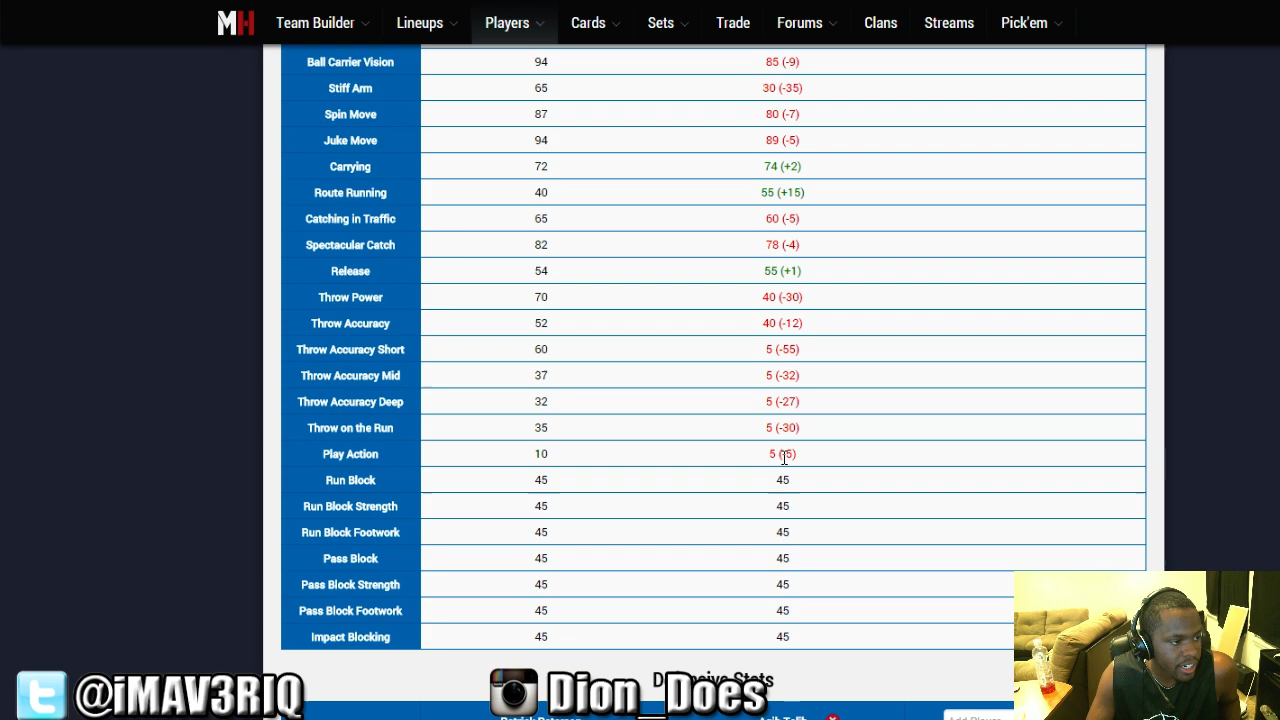 MH Team Builder Lineups Players Cards Sets Trade Forums Clans Streams Pick'em
Ball Carrier Vision 94 85 (-9)
Stiff Arm 65 30 (-35)
Spin Move 87 80 (-7)
Juke Move 94 89 (-5)
Carrying 72 74 (+2)
Route Running 40 55 (+15)
Catching in Traffic 65 60 (-5)
Spectacular Catch 82 78 (-4)
Release 54 55 (+1)
Throw Power 70 40 (-30)
Throw Accuracy 52 40 (-12)
Throw Accuracy Short 60 5 (-55)
Throw Accuracy Mid 37 5 (-32)
Throw Accuracy Deep 32 5 (-27)
Throw on the Run 35 5 (-30)
Play Action 10 5 (-5)
Run Block 45 45
Run Block Strength 45 45
Run Block Footwork 45 45
Pass Block 45 45
Pass Block Strength 45 45
Pass Block Footwork 45 45
Impact Blocking 45 45
Stats
@iMAV3RIQ Dion_Does
Add Player